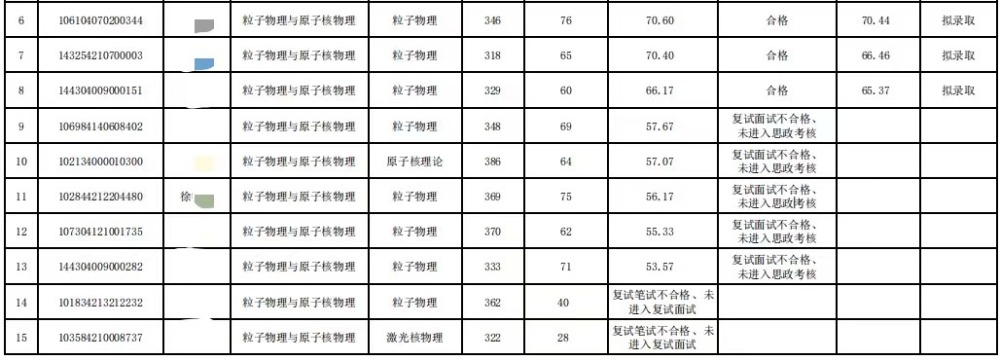 6 106104070200344 粒子物理与原子核物理 粒子物理 346 76 70.60 合格 70.44 拟录取
7 143254210700003 粒子物理与原子核物理 粒子物理 318 65 70.40 合格 66.46 拟录取
8 144304009000151 粒子物理与原子核物理 粒子物理 329 60 66.17 合格 65.37 拟录取
9 106984140608402 粒子物理与原子核物理 粒子物理 348 69 57.67 复试面试不合格、
未进入思政考核
10 102134000010300 粒子物理与原子核物理 原子核理论 386 64 57.07 复试面试不合格、
未进入思政考核
11 102844212204480 徐 粒子物理与原子核物理 粒子物理 369 75 56.17 复试面试不合格、
未进入思政考核
12 107304121001735 粒子物理与原子核物理 粒子物理 370 62 55.33 复试面试不合格、
未进入思政考核
13 144304009000282 粒子物理与原子核物理 粒子物理 333 71 53.57 复试面试不合格、
未进入思政考核
14 101834213212232 粒子物理与原子核物理 粒子物理 362 40 复试笔试不合格、未
进入复试面试
15 103584210008737 粒子物理与原子核物理 激光核物理 322 28 复试笔试不合格、未
进入复试面试